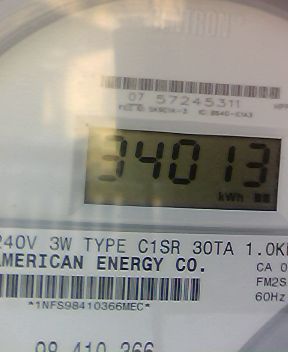 07 57245311
34013
kWh
240V 3W TYPE C1SR 30TA 1.0K
AMERICAN ENERGY CO.
CA 0
FM2S
60Hz
*1NFS98410366MEC*
98 410 366